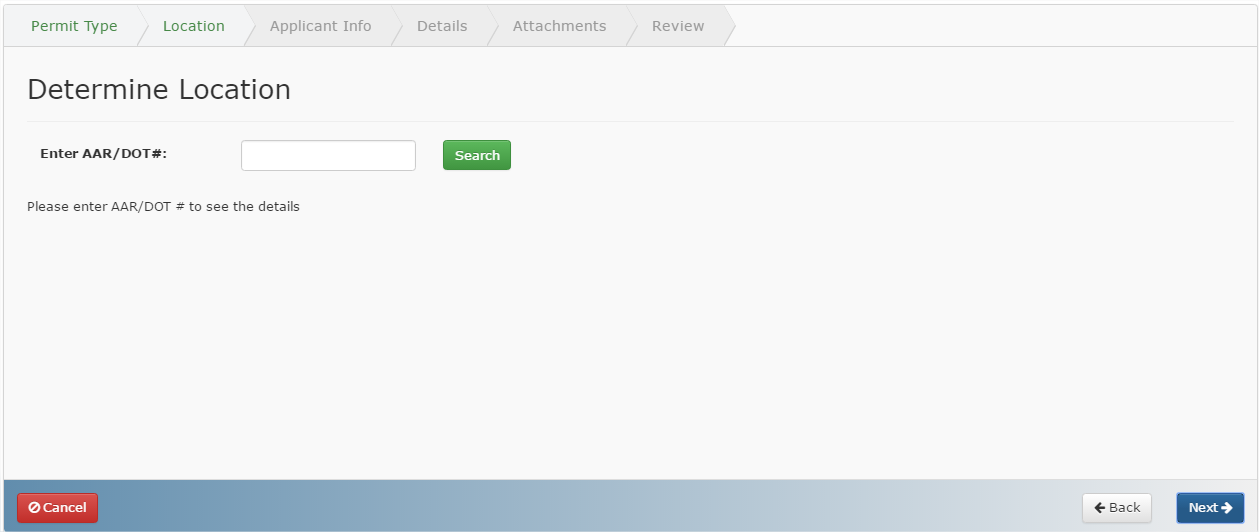 Permit Type Location Applicant Info Details Attachments Review
Determine Location
Enter AAR/DOT#: Search
Please enter AAR/DOT # to see the details
Cancel Back Next